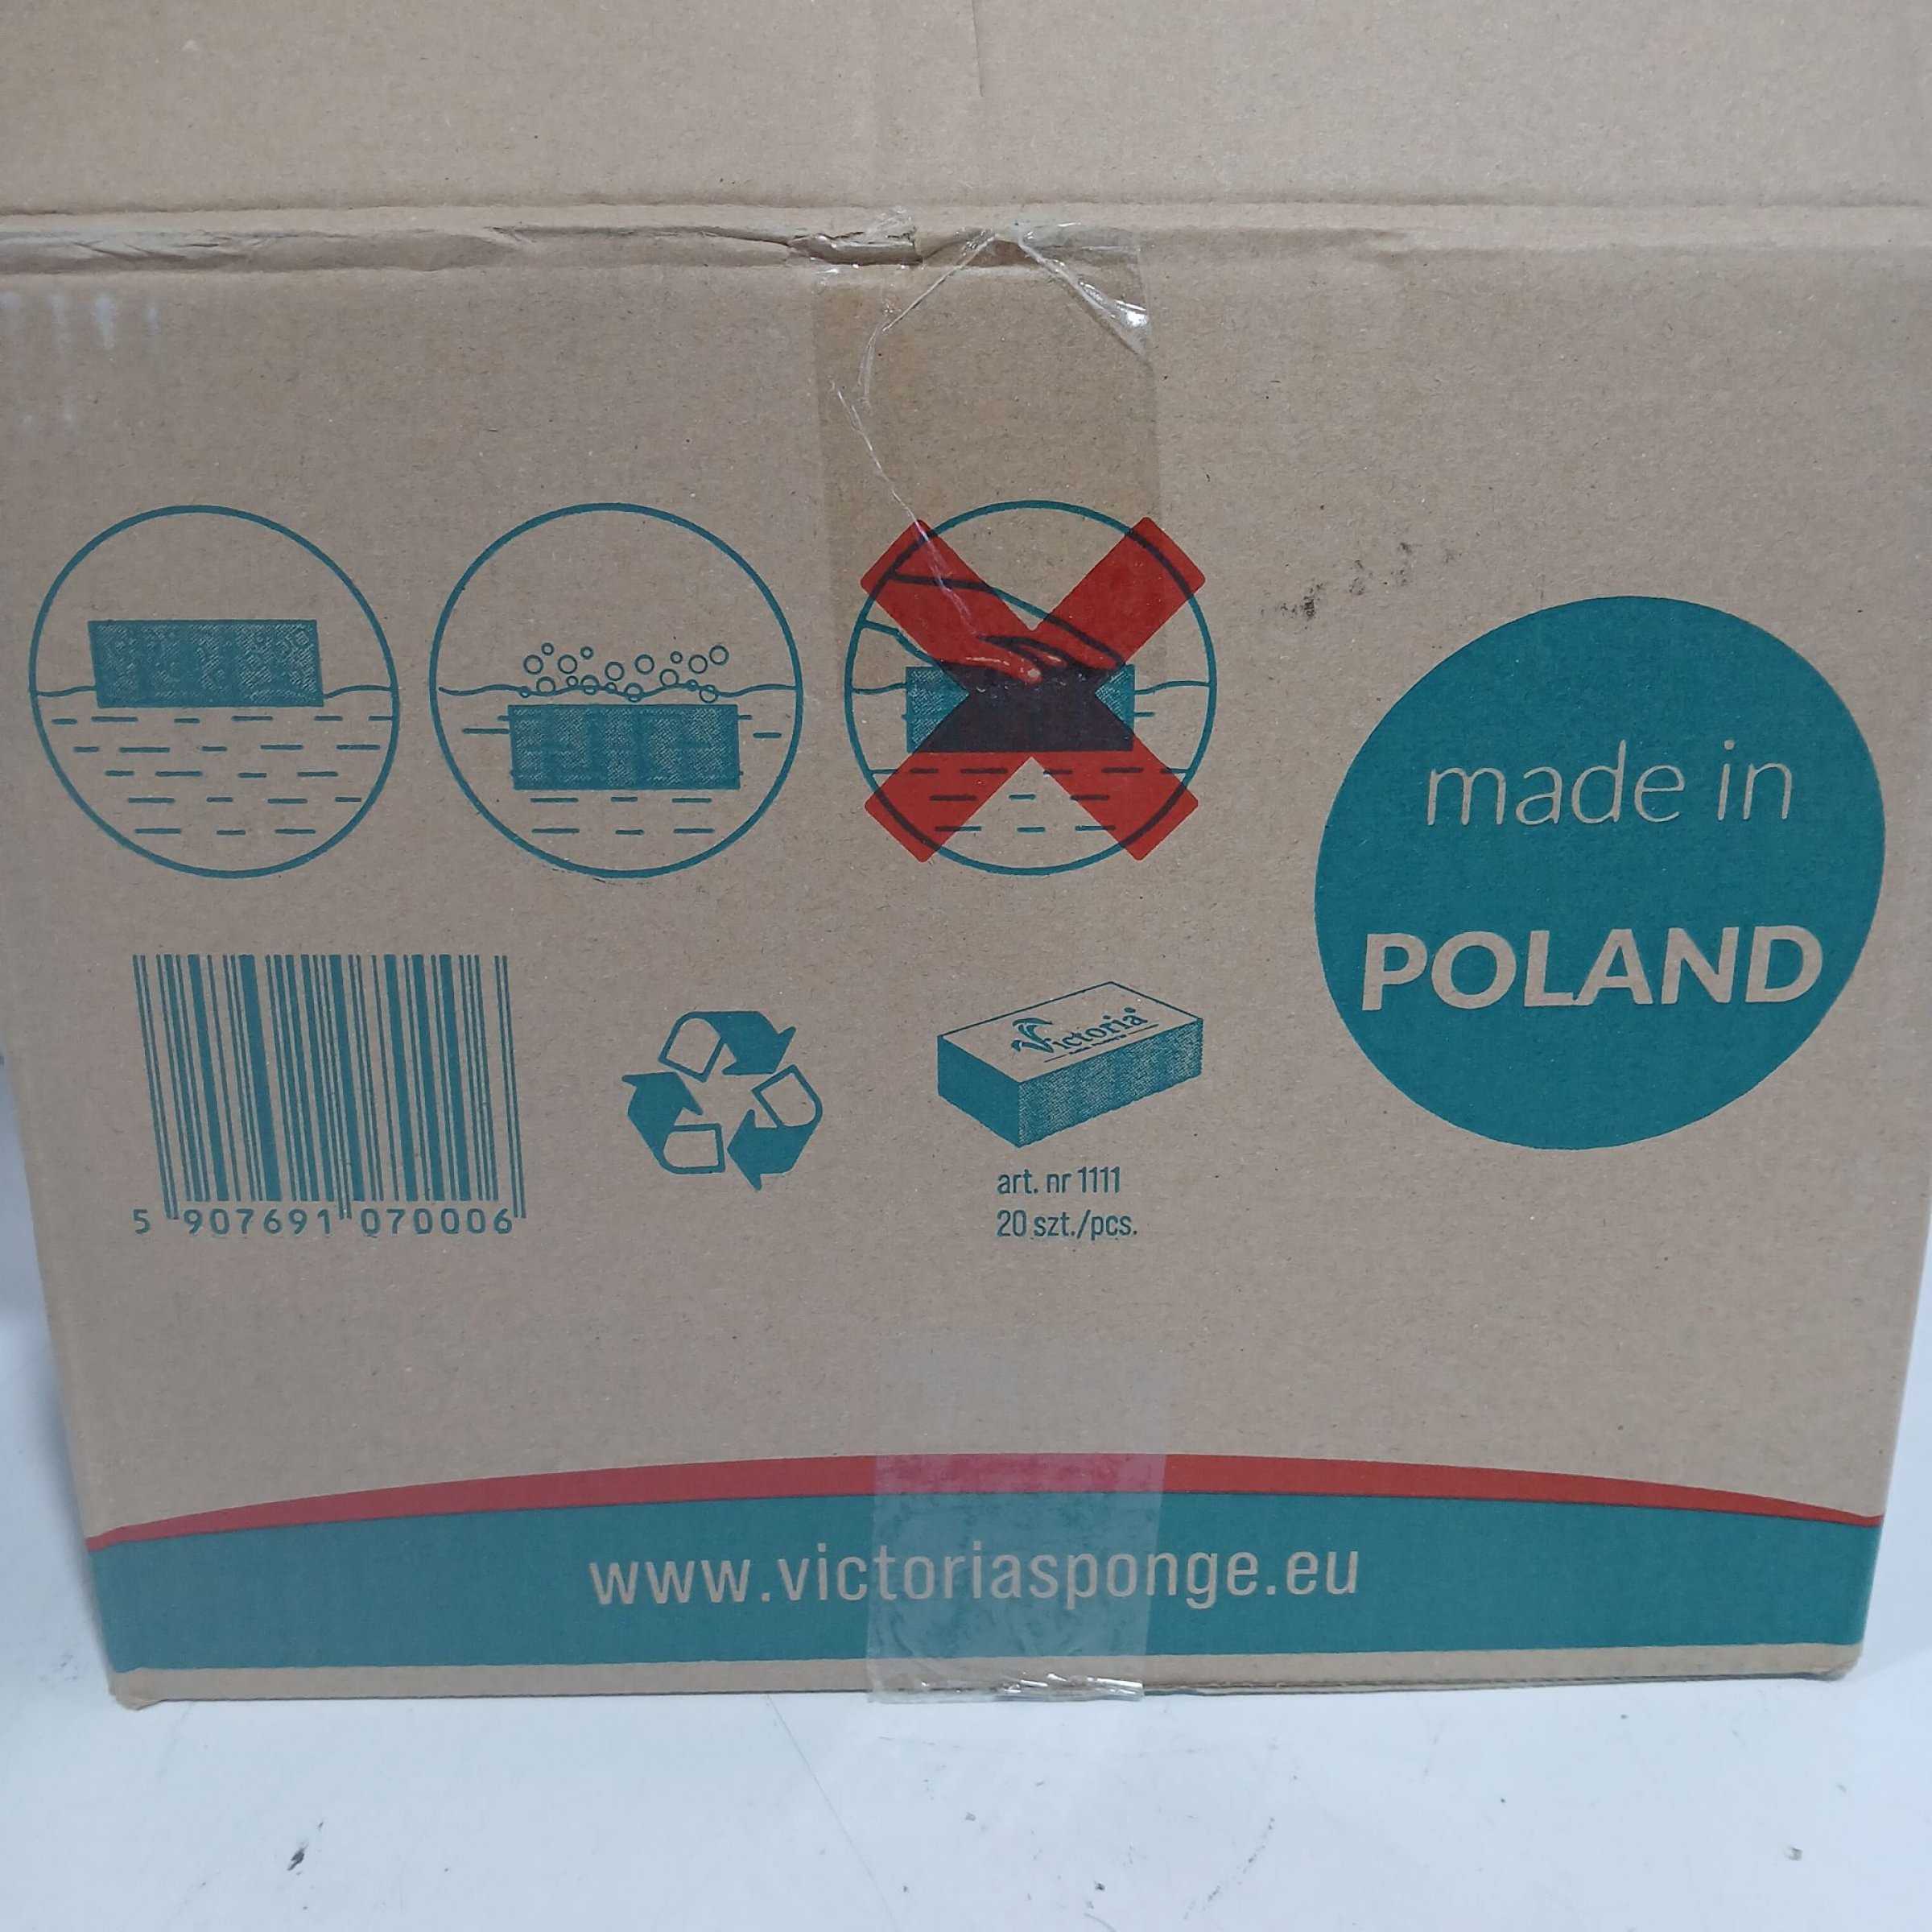 made in
POLAND
5 907691 070006
Victoria
art. nr 1111
20 szt./pcs.
www.victoriasponge.eu